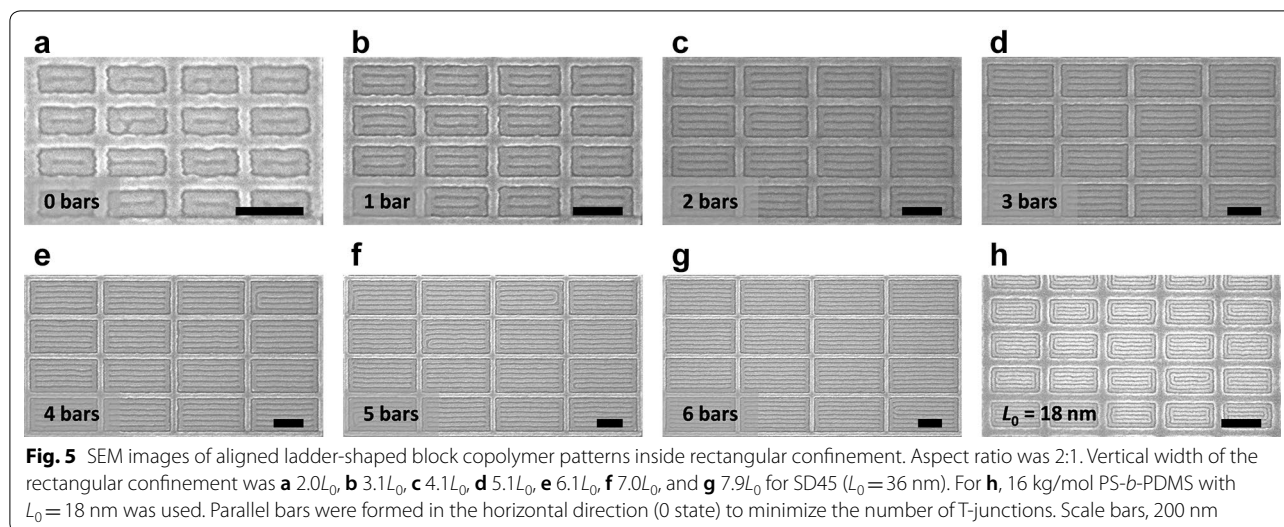 a
b
c
d
0 bars
1 bar
2 bars
3 bars
e
f
g
h
4 bars
5 bars
6 bars
L₀ = 18 nm
Fig. 5 SEM images of aligned ladder-shaped block copolymer patterns inside rectangular confinement. Aspect ratio was 2:1. Vertical width of the
rectangular confinement was a 2.0L₀, b 3.1L₀, c 4.1L₀, d 5.1L₀, e 6.1L₀, f 7.0L₀, and g 7.9L₀ for SD45 (L₀ = 36 nm). For h, 16 kg/mol PS-b-PDMS with
L₀ = 18 nm was used. Parallel bars were formed in the horizontal direction (0 state) to minimize the number of T-junctions. Scale bars, 200 nm